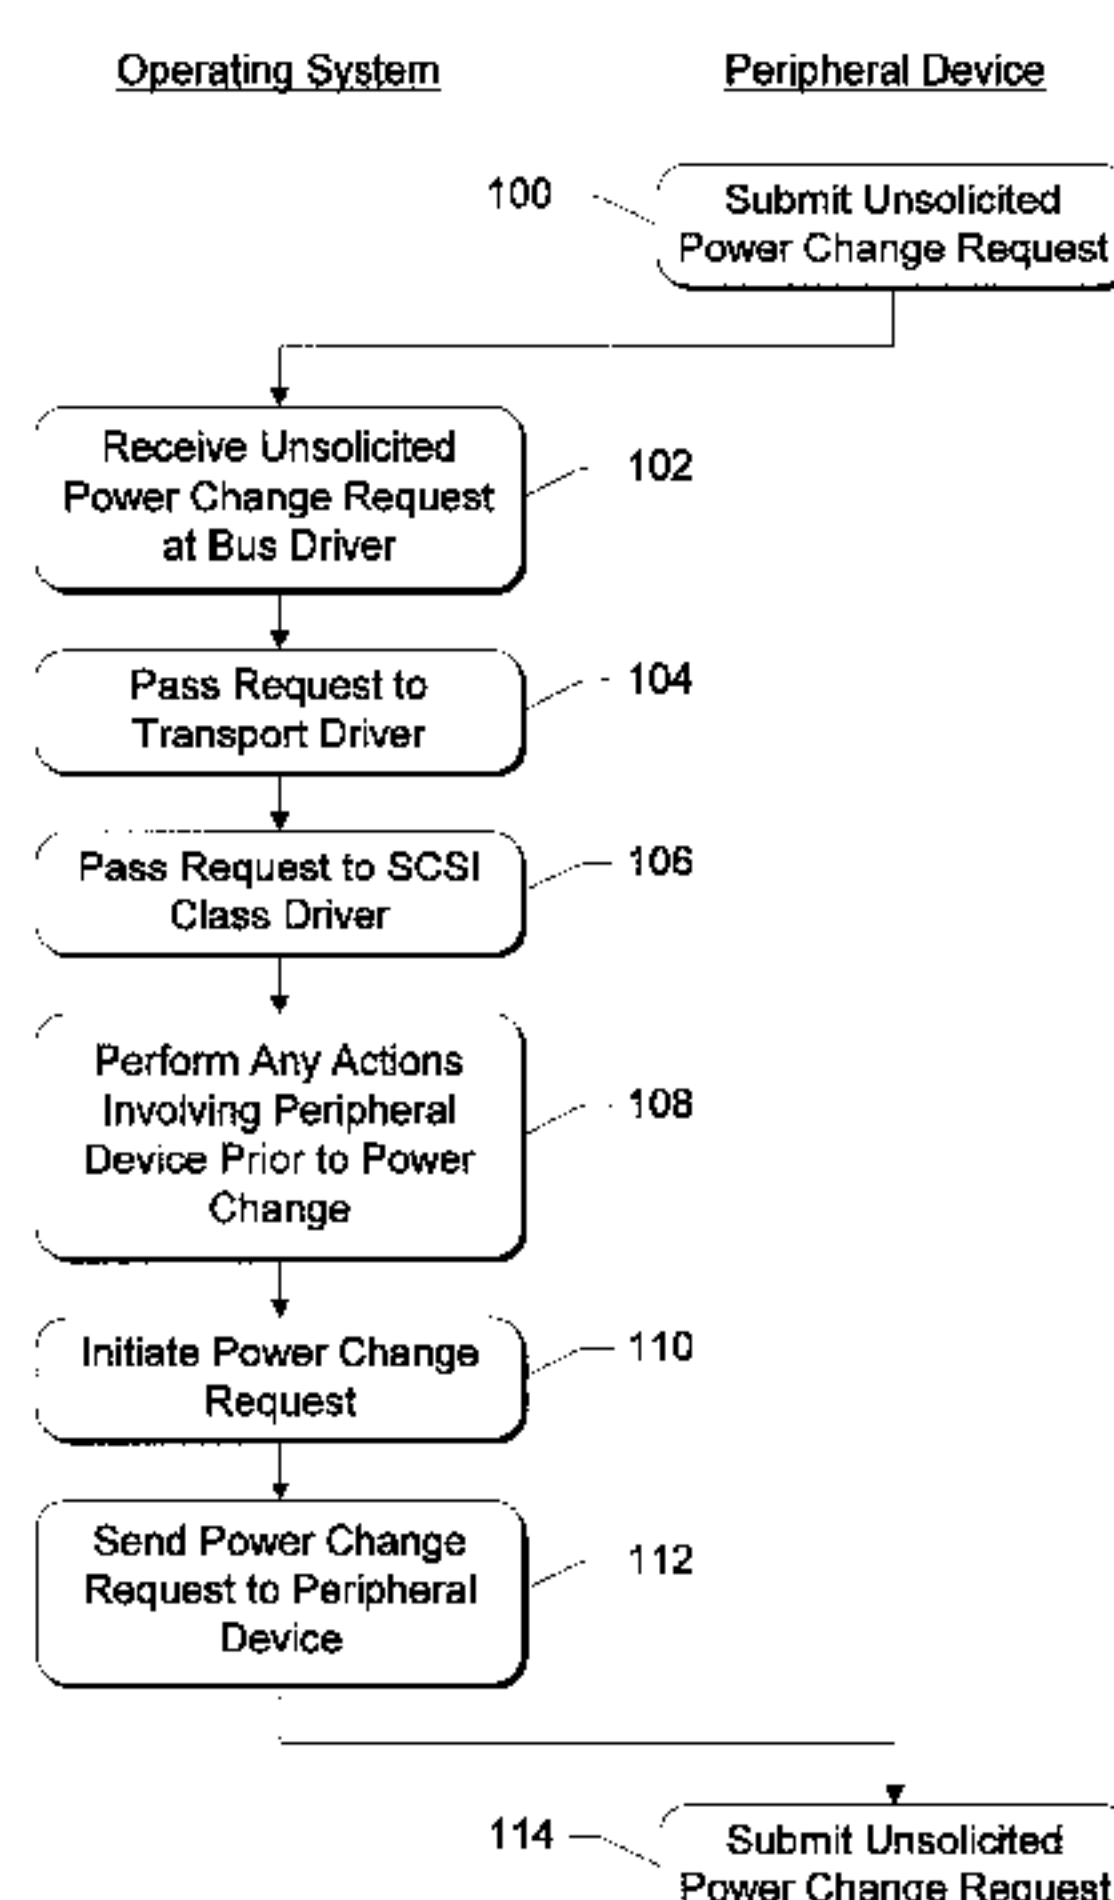 Operating System
Peripheral Device
100
Submit Unsolicited
Power Change Request
Receive Unsolicited
Power Change Request
at Bus Driver
102
Pass Request to
Transport Driver
104
Pass Request to SCSI
Class Driver
106
Perform Any Actions
Involving Peripheral
Device Prior to Power
Change
108
Initiate Power Change
Request
110
Send Power Change
Request to Peripheral
Device
112
114
Submit Unsolicited
Power Change Request